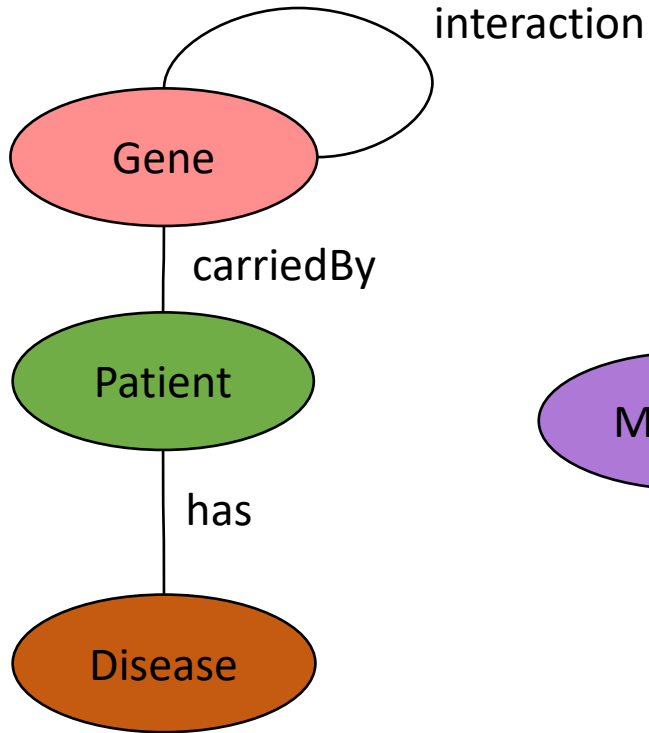 interaction
Gene
carriedBy
Patient
M
has
Disease